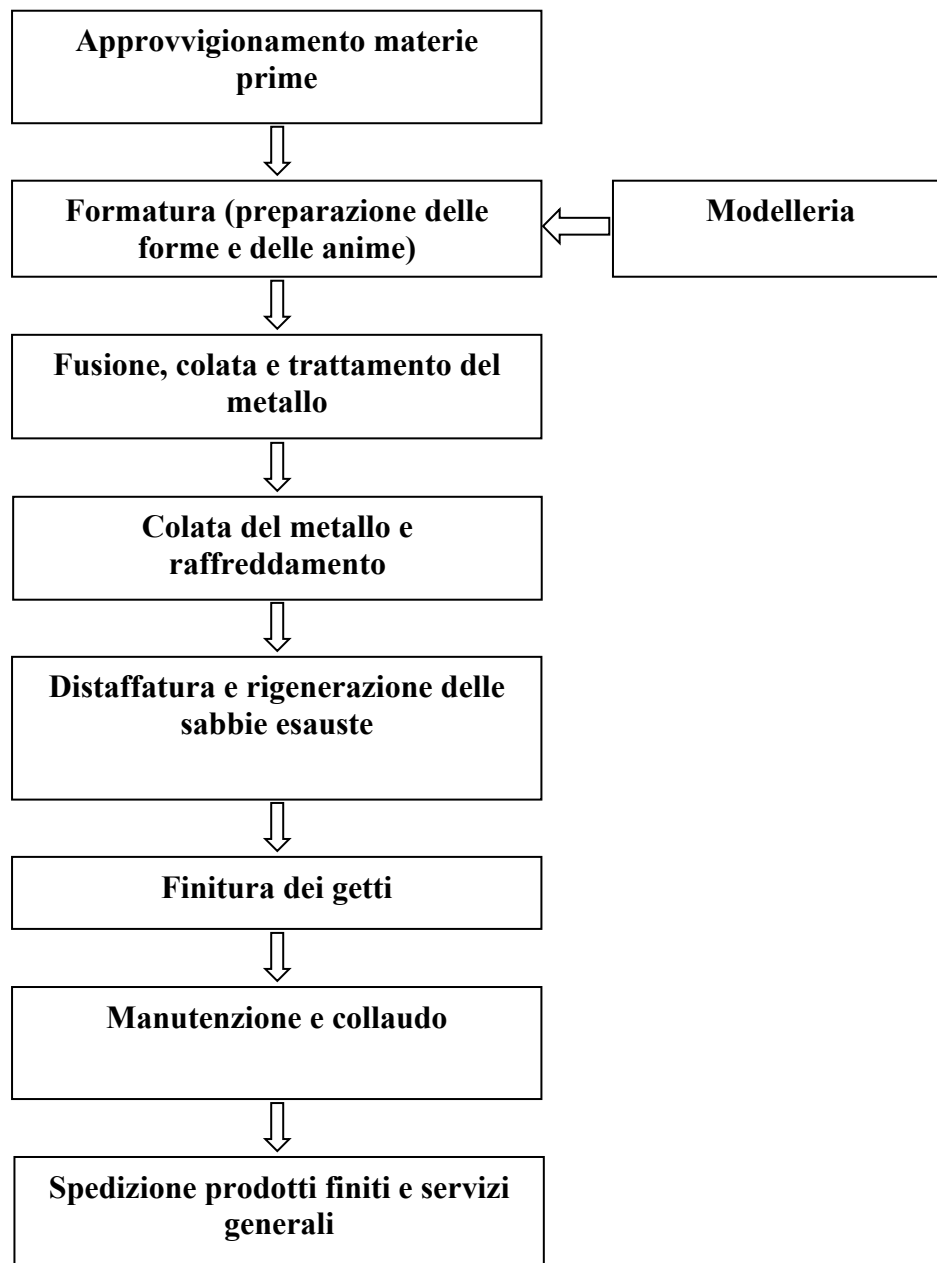 Approvvigionamento materie
prime
Formatura (preparazione delle
forme e delle anime)
Modelleria
Fusione, colata e trattamento del
metallo
Colata del metallo e
raffreddamento
Distaffatura e rigenerazione delle
sabbie esauste
Finitura dei getti
Manutenzione e collaudo
Spedizione prodotti finiti e servizi
generali